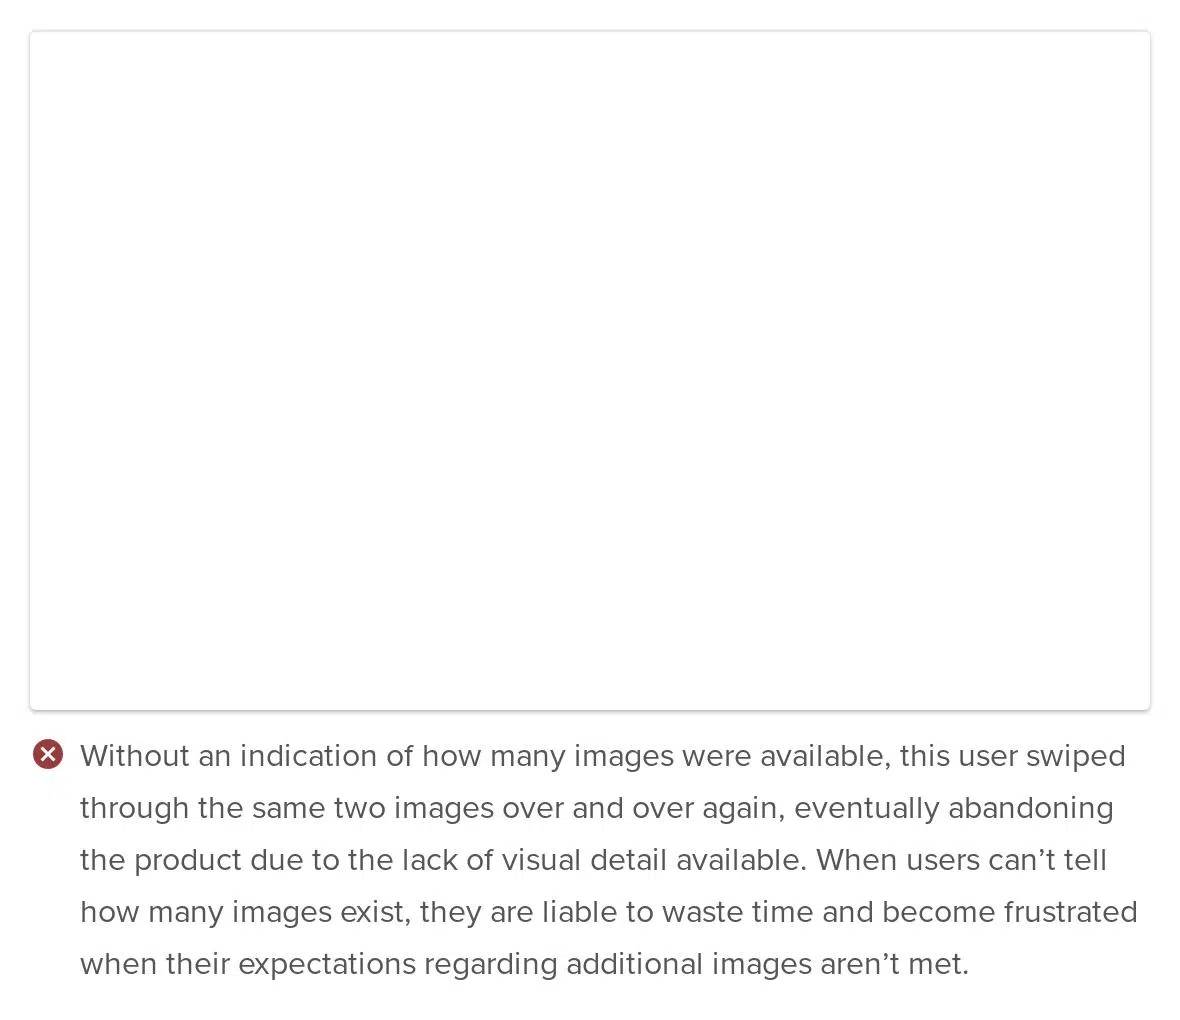 Without an indication of how many images were available, this user swiped
through the same two images over and over again, eventually abandoning
the product due to the lack of visual detail available. When users can’t tell
how many images exist, they are liable to waste time and become frustrated
when their expectations regarding additional images aren’t met.